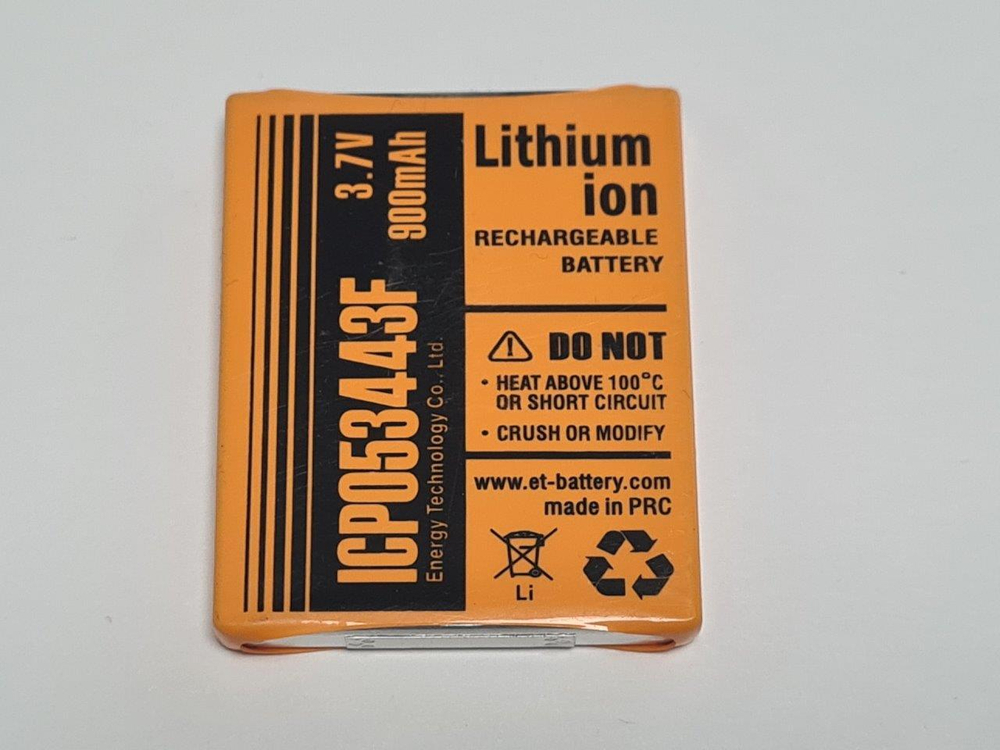 3.7V
900mAh
ICP053443F
Energy Technology Co., Ltd.
Lithium
ion
RECHARGEABLE
BATTERY
DO NOT
• HEAT ABOVE 100°C
OR SHORT CIRCUIT
• CRUSH OR MODIFY
www.et-battery.com
made in PRC
Li